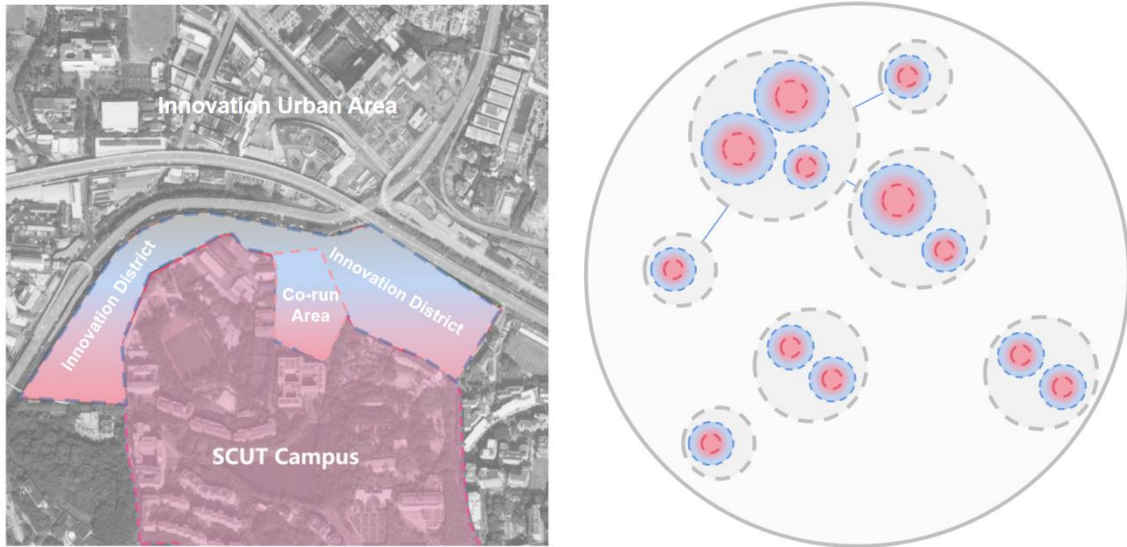 Innovation Urban Area
Innovation District
Innovation District
Co-run
Area
SCUT Campus